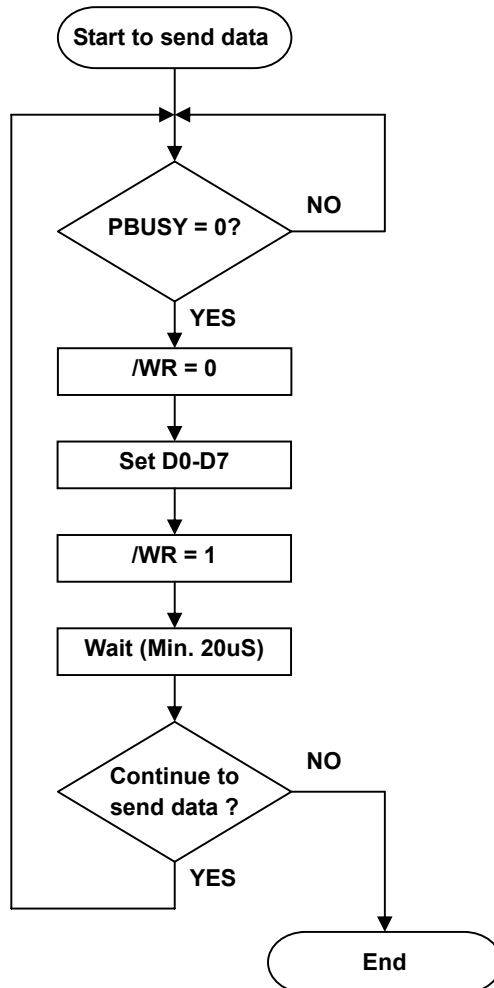 Start to send data
PBUSY = 0?
NO
YES
/WR = 0
Set D0-D7
/WR = 1
Wait (Min. 20uS)
Continue to
send data ?
NO
YES
End